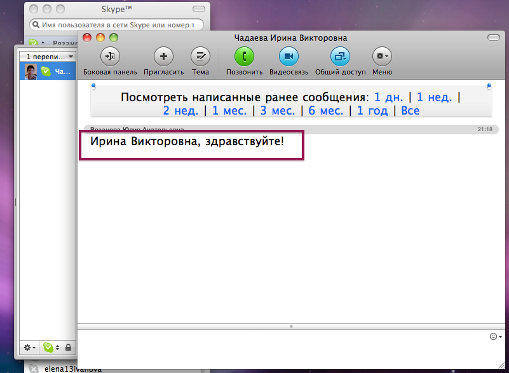 Skype™
Имя пользователя в сети Skype или номер т
1 перепи...
Ча...
Чадаева Ирина Викторовна
Боковая панель
Пригласить
Тема
Позвонить
Видеосвязь
Общий доступ
Меню
Посмотреть написанные ранее сообщения: 1 дн. | 1 нед. |
2 нед. | 1 мес. | 3 мес. | 6 мес. | 1 год | Все
21:18
Ирина Викторовна, здравствуйте!
elena13ivanova